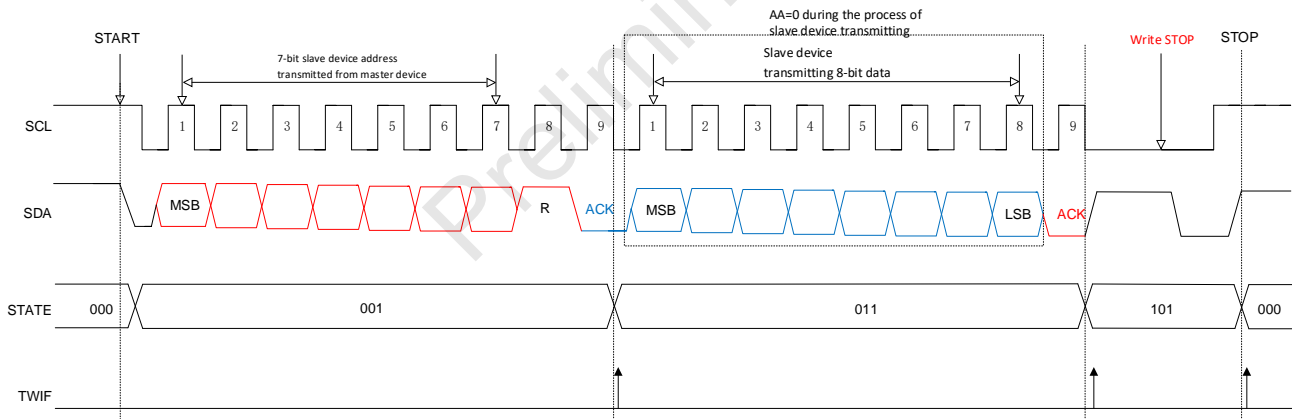 AA=0 during the process of
slave device transmitting
START
7-bit slave device address
transmitted from master device
Slave device
transmitting 8-bit data
Write STOP
STOP
SCL
1 2 3 4 5 6 7 8 9 1 2 3 4 5 6 7 8 9
SDA
MSB R ACK MSB LSB ACK
STATE
000 001 011 101 000
TWIF
Prelimin